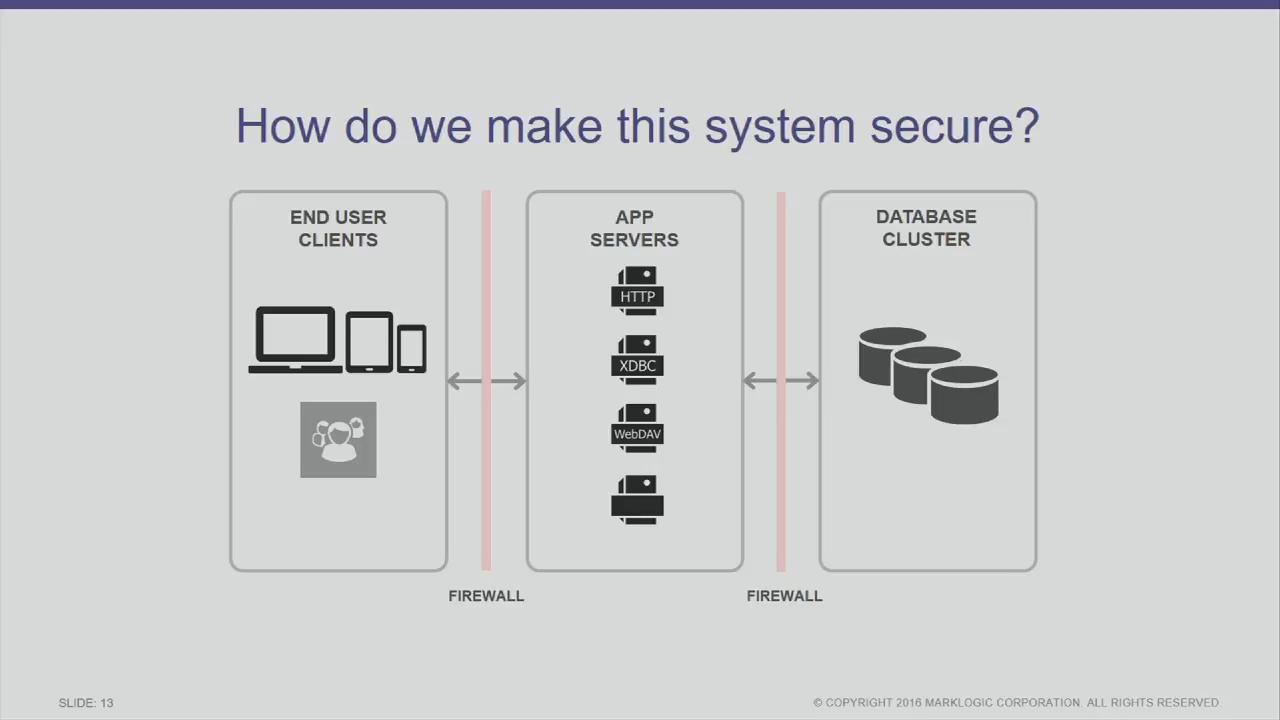 How do we make this system secure?
END USER
CLIENTS
APP
SERVERS
HTTP
XDBC
WebDAV
DATABASE
CLUSTER
FIREWALL
FIREWALL
SLIDE: 13
© COPYRIGHT 2016 MARKLOGIC CORPORATION. ALL RIGHTS RESERVED.